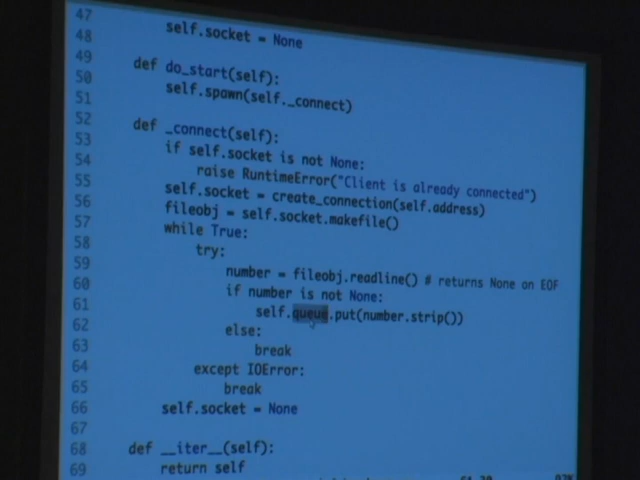 47
48 self.socket = None
49
50 def do_start(self):
51 self.spawn(self._connect)
52
53 def _connect(self):
54 if self.socket is not None:
55 raise RuntimeError("Client is already connected")
56 self.socket = create_connection(self.address)
57 fileobj = self.socket.makefile()
58 while True:
59 try:
60 number = fileobj.readline() # returns None on EOF
61 if number is not None:
62 self.queue.put(number.strip())
63 else:
64 break
65 except IOError:
66 break
67 self.socket = None
68
69 def __iter__(self):
return self